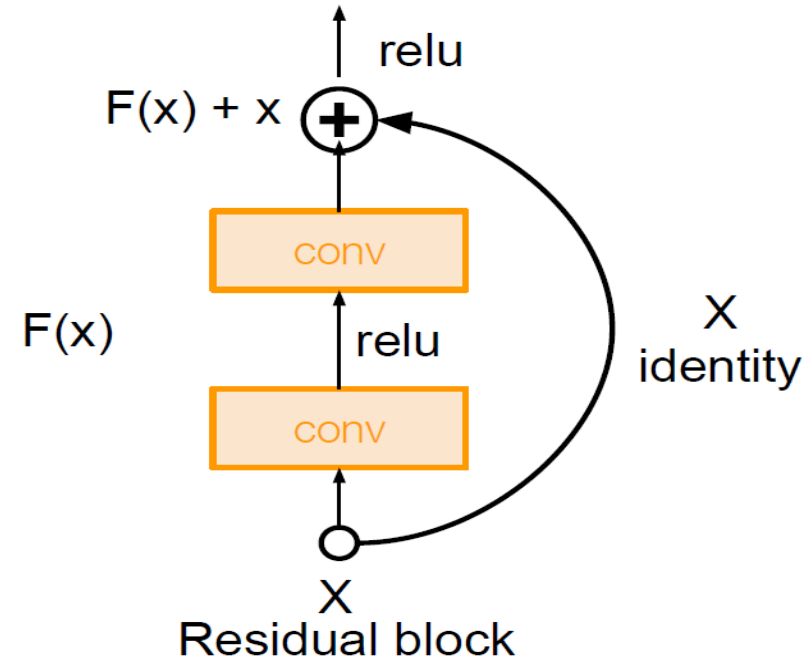 relu
F(x) + x
+
conv
F(x)
relu
X
identity
conv
X
Residual block